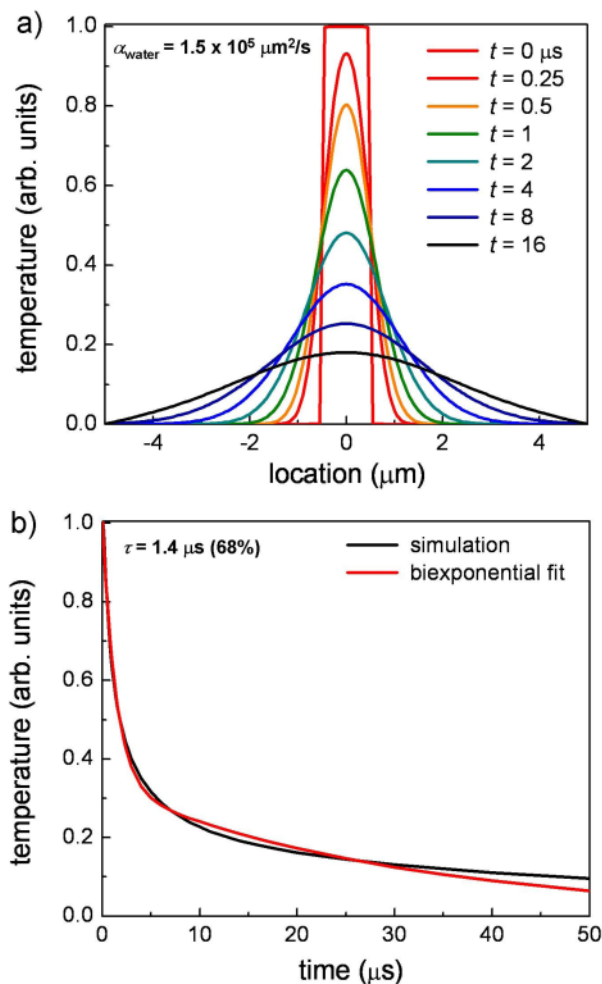 a)
α_water = 1.5 x 10⁵ μm²/s
t = 0 μs
t = 0.25
t = 0.5
t = 1
t = 2
t = 4
t = 8
t = 16
temperature (arb. units)
1.0
0.8
0.6
0.4
0.2
0.0
-4 -2 0 2 4
location (μm)
b)
τ = 1.4 μs (68%)
simulation
biexponential fit
temperature (arb. units)
1.0
0.8
0.6
0.4
0.2
0.0
0 10 20 30 40 50
time (μs)